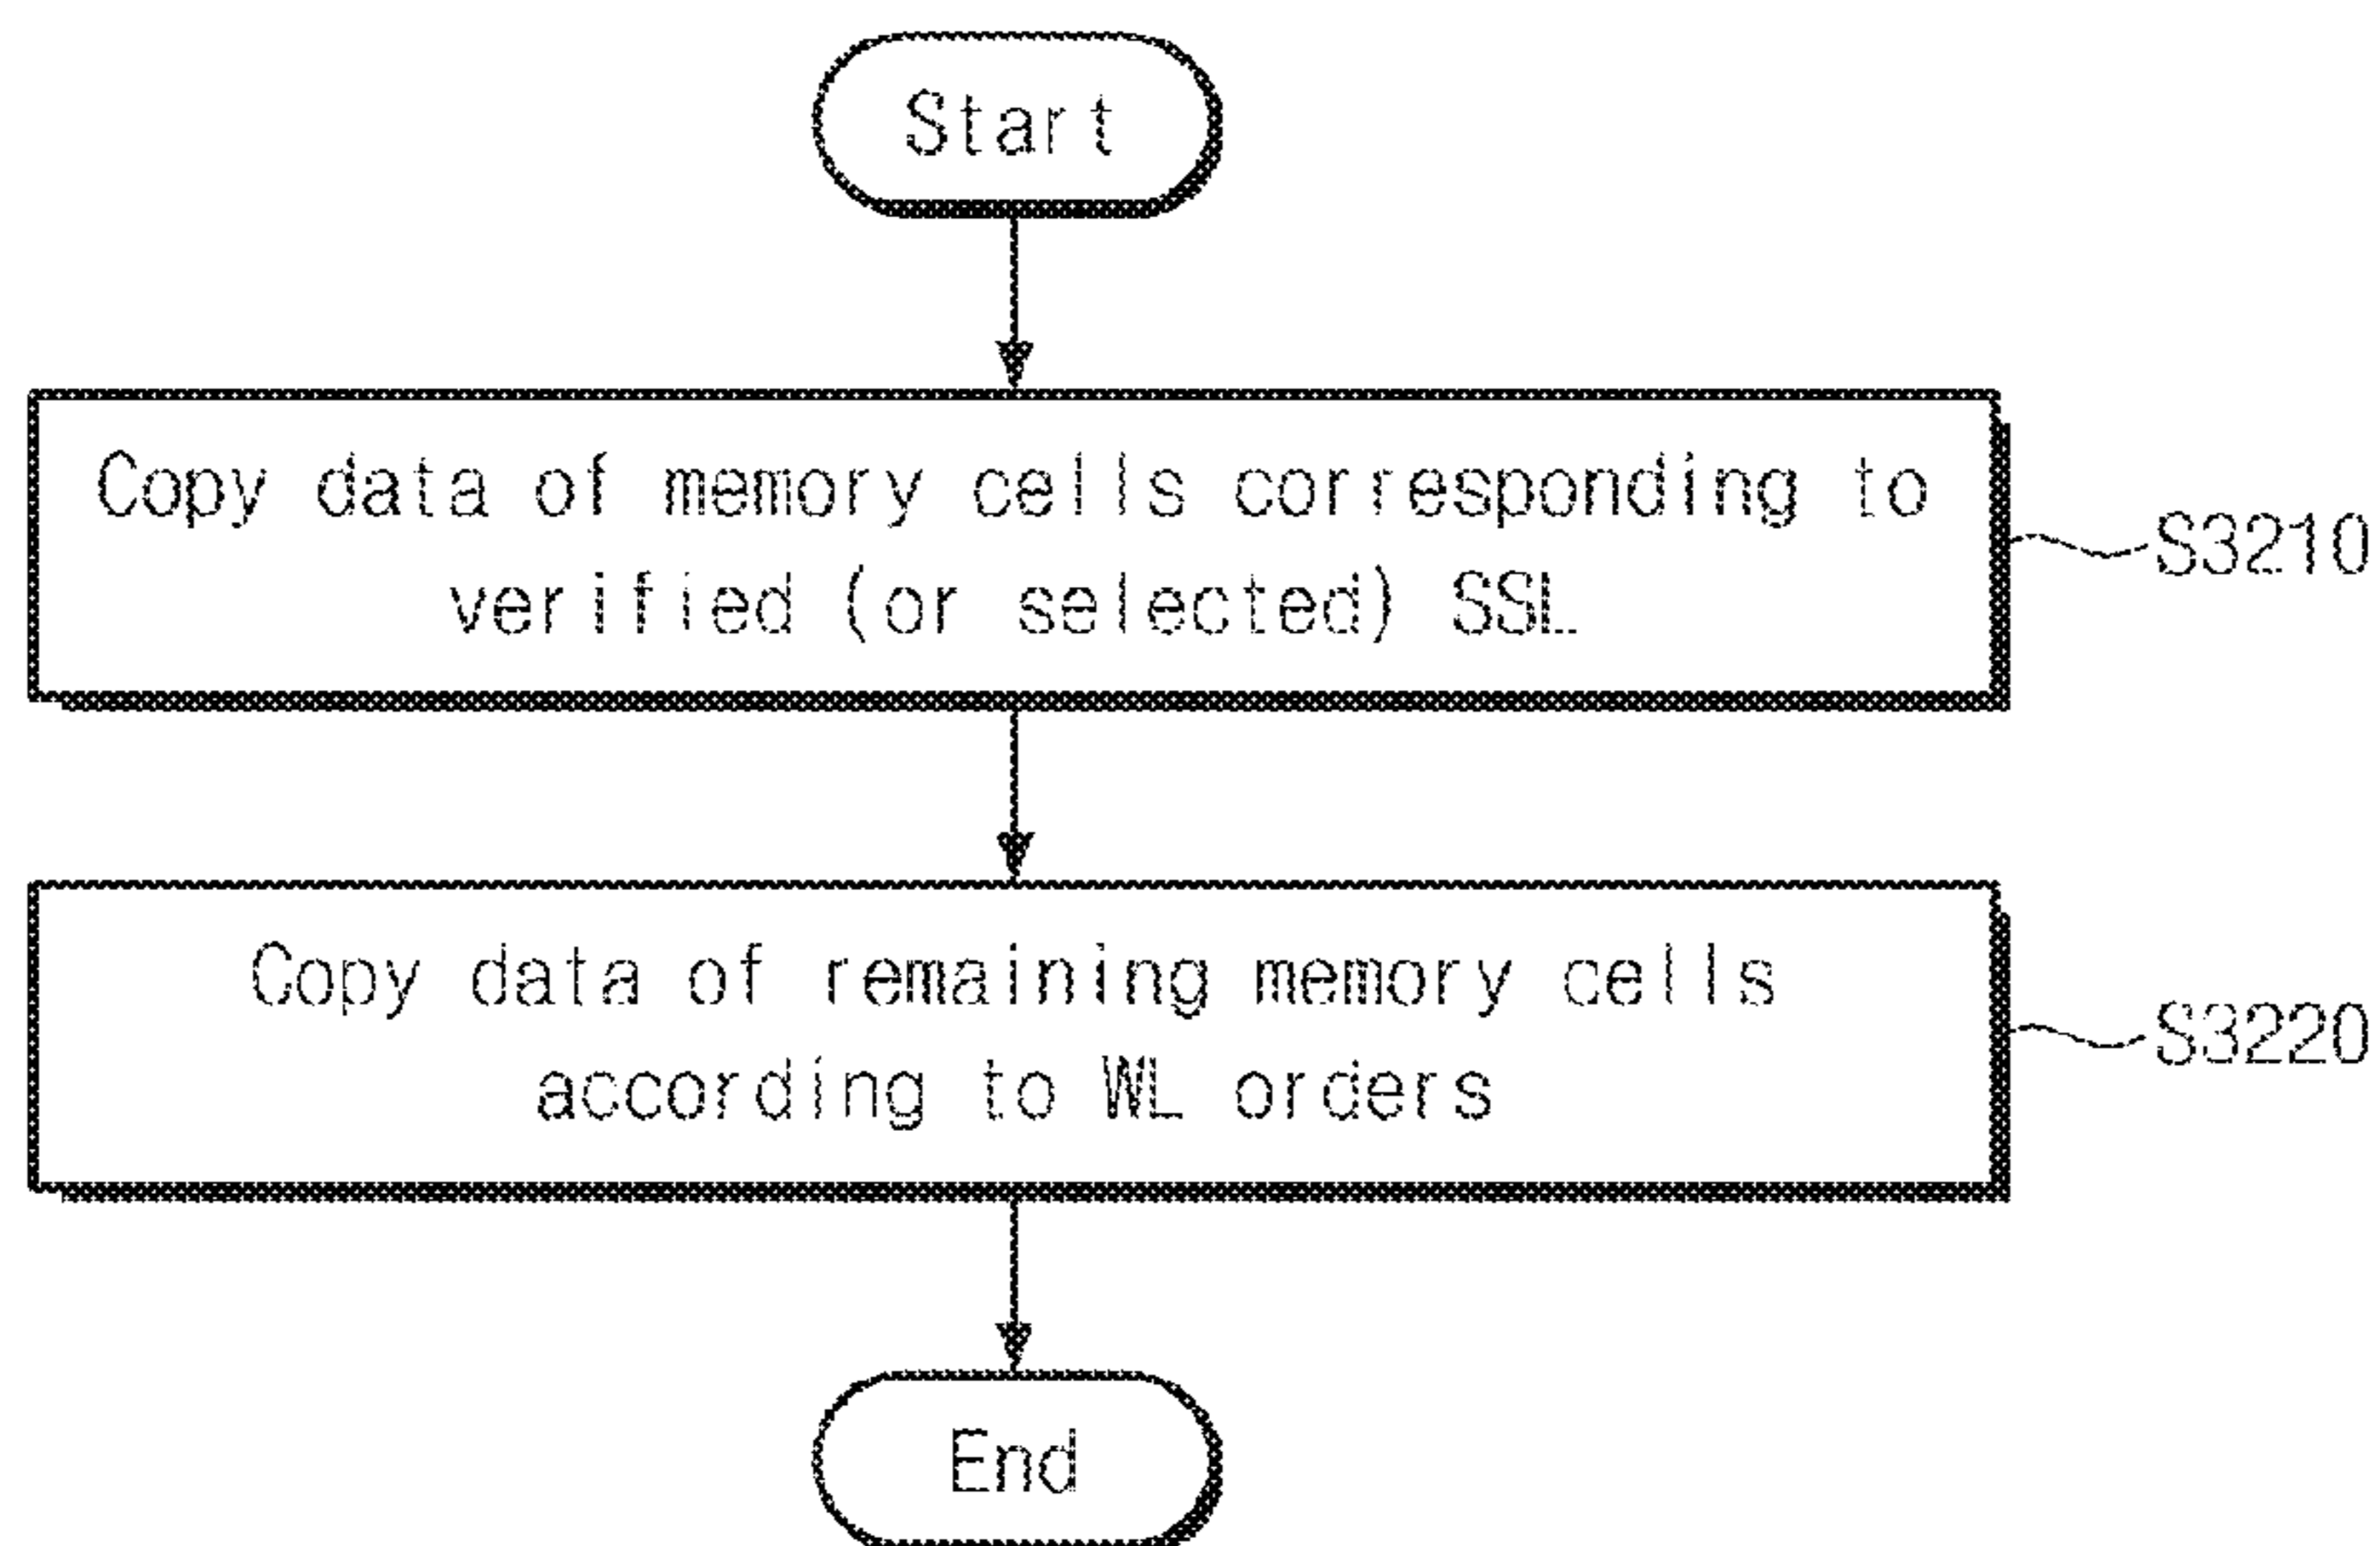 Start
Copy data of memory cells corresponding to
verified (or selected) SSL
S3210
Copy data of remaining memory cells
according to WL orders
S3220
End